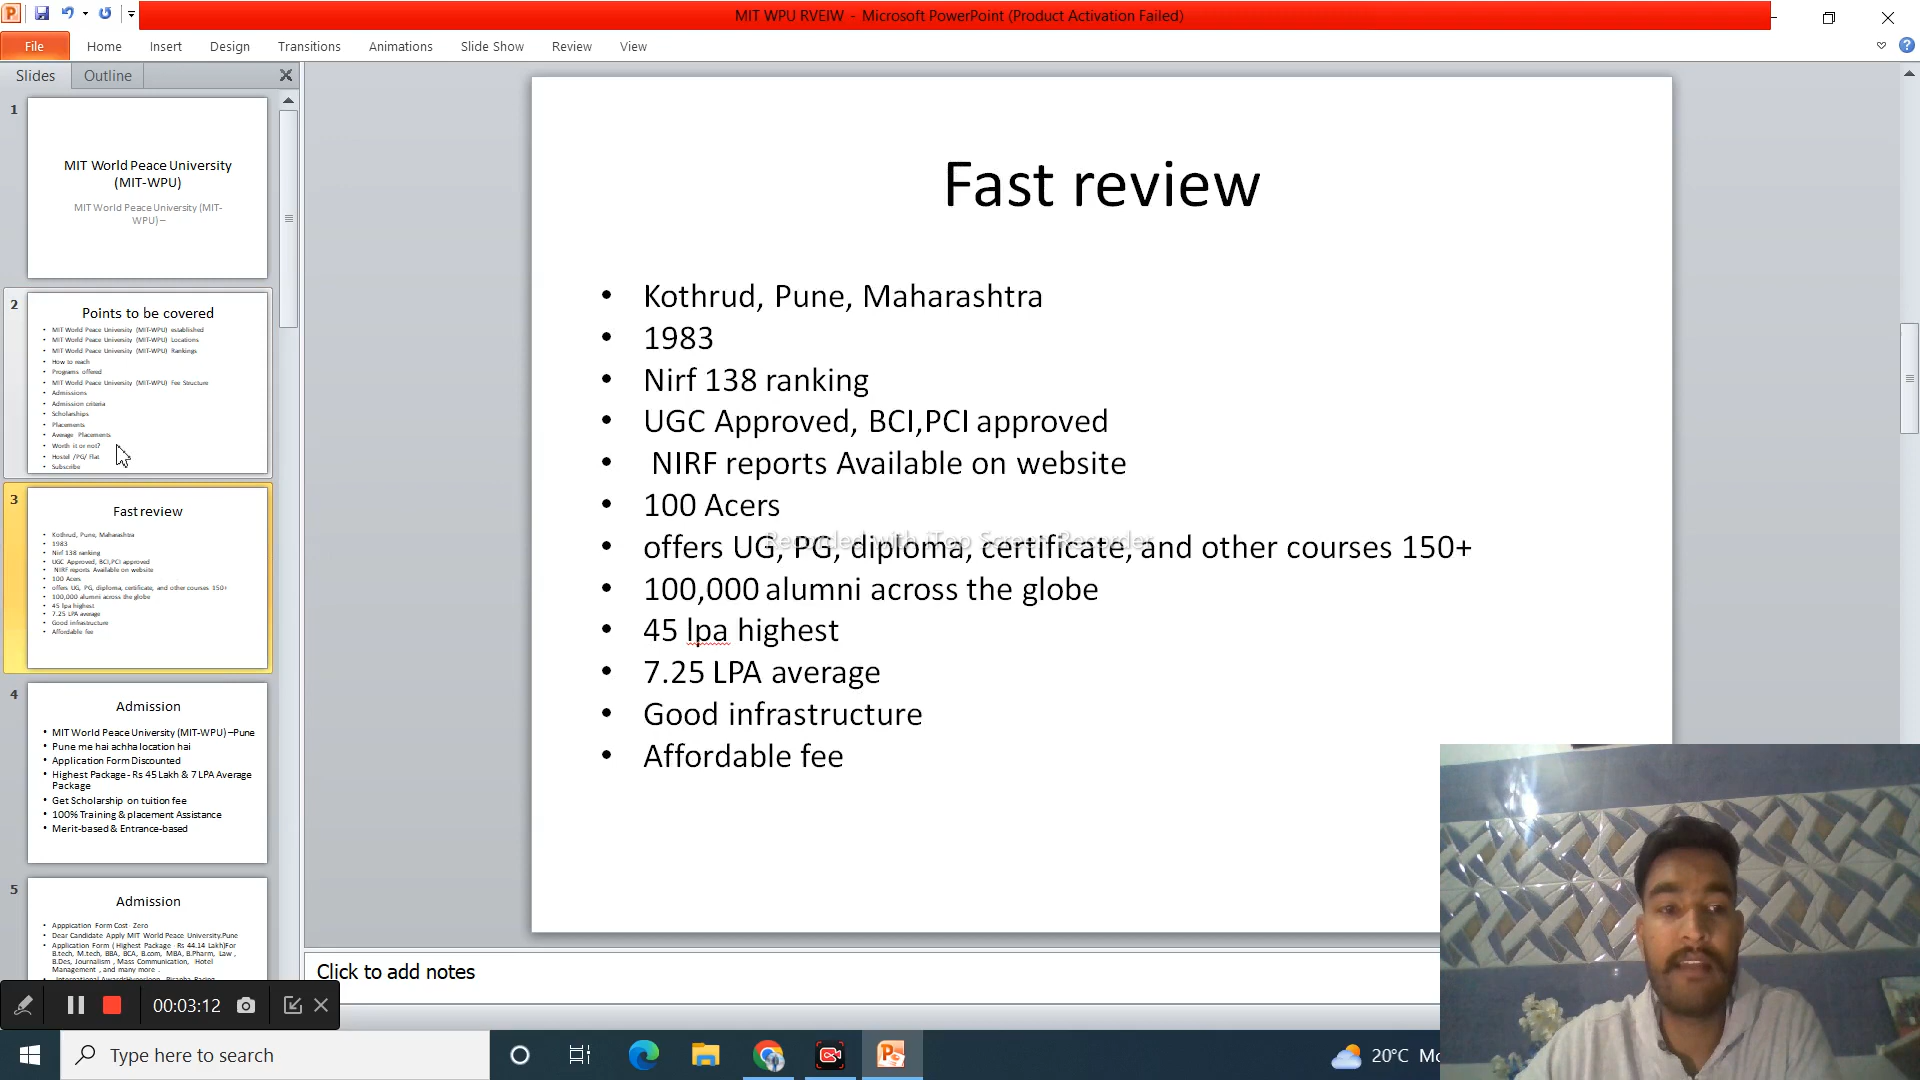 MIT WPU RVEIW - Microsoft PowerPoint (Product Activation Failed)
File Home Insert Design Transitions Animations Slide Show Review View
Slides Outline
1
MIT World Peace University
(MIT-WPU)
MIT World Peace University (MIT-
WPU) –
2
Points to be covered
• MIT World Peace University (MIT-WPU) established
• MIT World Peace University (MIT-WPU) Locations
• MIT World Peace University (MIT-WPU) Rankings
• How to reach
• Programs offered
• MIT World Peace University (MIT-WPU) Fee Structure
• Admissions
• Admission criteria
• Scholarships
• Placements
• Average Placements
• Worth it or not?
• Hostel /PG/ Flat
• Subscribe
3
Fast review
• Kothrud, Pune, Maharashtra
• 1983
• Nirf 138 ranking
• UGC Approved, BCI,PCI approved
• NIRF reports Available on website
• 100 Acers
• offers UG, PG, diploma, certificate, and other courses 150+
• 100,000 alumni across the globe
• 45 lpa highest
• 7.25 LPA average
• Good infrastructure
• Affordable fee
4
Admission
• MIT World Peace University (MIT-WPU) –Pune
• Pune me hai achha location hai
• Application Form Discounted
• Highest Package - Rs 45 Lakh & 7 LPA Average
Package
• Get Scholarship on tuition fee
• 100% Training & placement Assistance
• Merit-based & Entrance-based
5
Admission
• Appication Form Cost Zero
• Dear Candidate Apply MIT World Peace University,Pune
• Application Form ( Highest Package Rs 44.14 Lakh)For
B.tech, M.tech, BBA, BCA, B.com, MBA, B.Pharm, Law ,
B.Des, Journalism , Mass Communication, Hotel
Management , and many more .
Fast review
• Kothrud, Pune, Maharashtra
• 1983
• Nirf 138 ranking
• UGC Approved, BCI,PCI approved
• NIRF reports Available on website
• 100 Acers
• offers UG, PG, diploma, certificate, and other courses 150+
• 100,000 alumni across the globe
• 45 lpa highest
• 7.25 LPA average
• Good infrastructure
• Affordable fee
Recorded with iTop Screen Recorder
Click to add notes
00:03:12
Type here to search
20°C